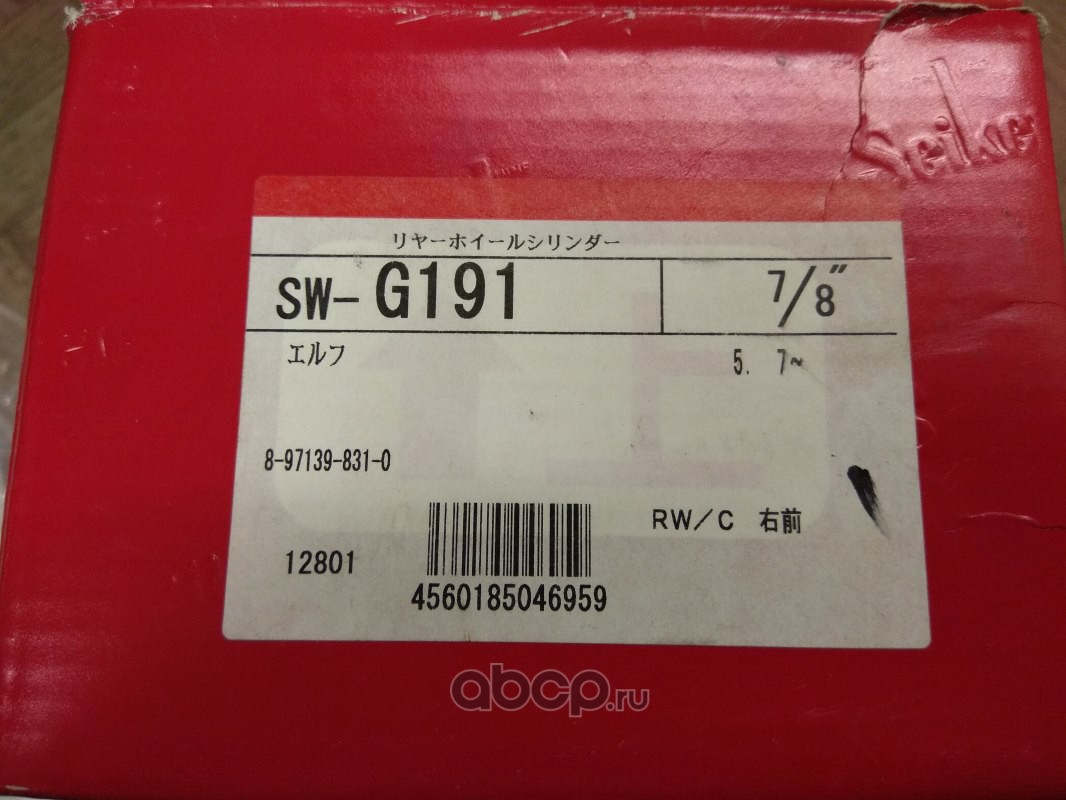 Seike
リヤーホイールシリンダー
SW-G191 7/8"
エルフ 5. 7~
8-97139-831-0
RW/C 右前
12801
4560185046959
abcp.ru